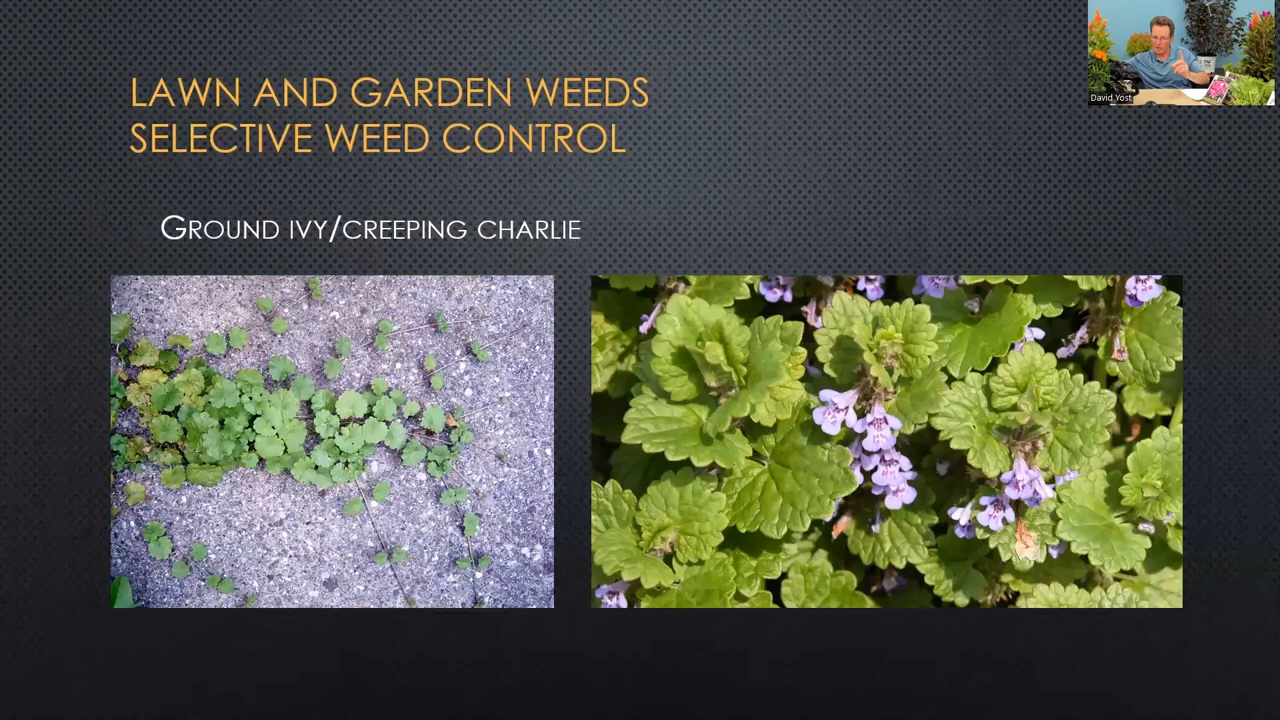 LAWN AND GARDEN WEEDS
SELECTIVE WEED CONTROL
GROUND IVY/CREEPING CHARLIE
David Yost